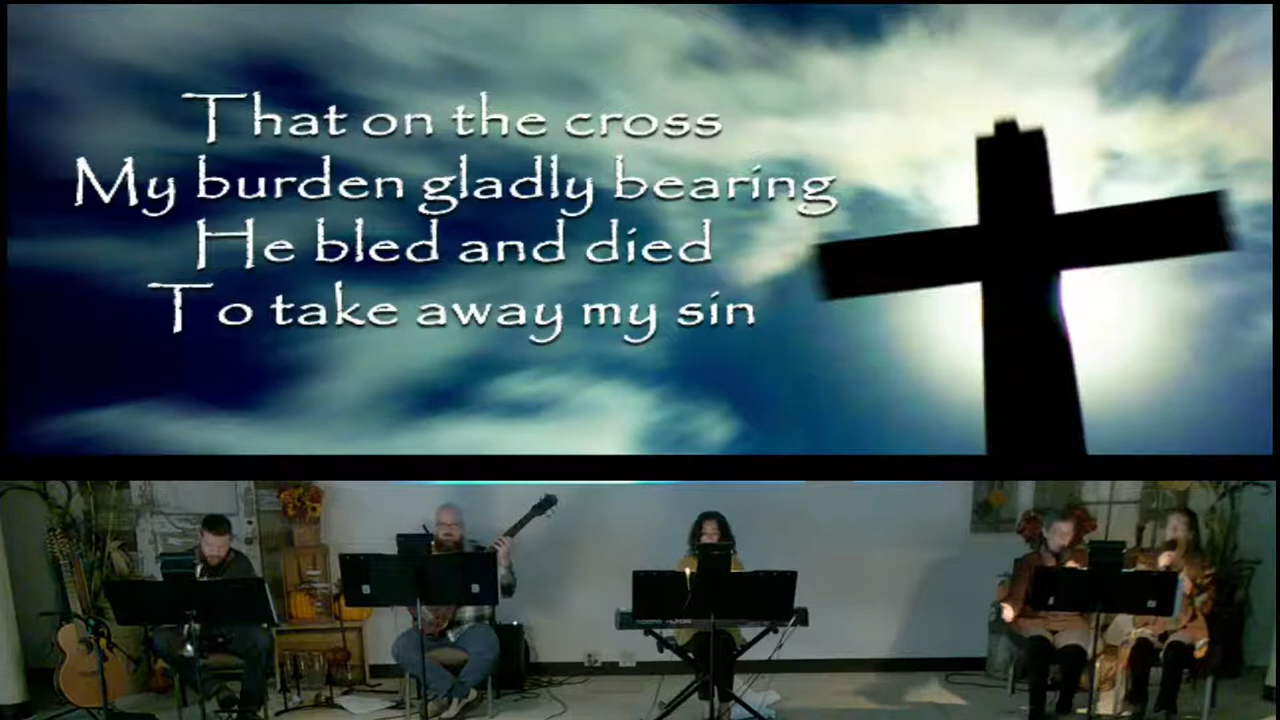 That on the cross
My burden gladly bearing
He bled and died
To take away my sin